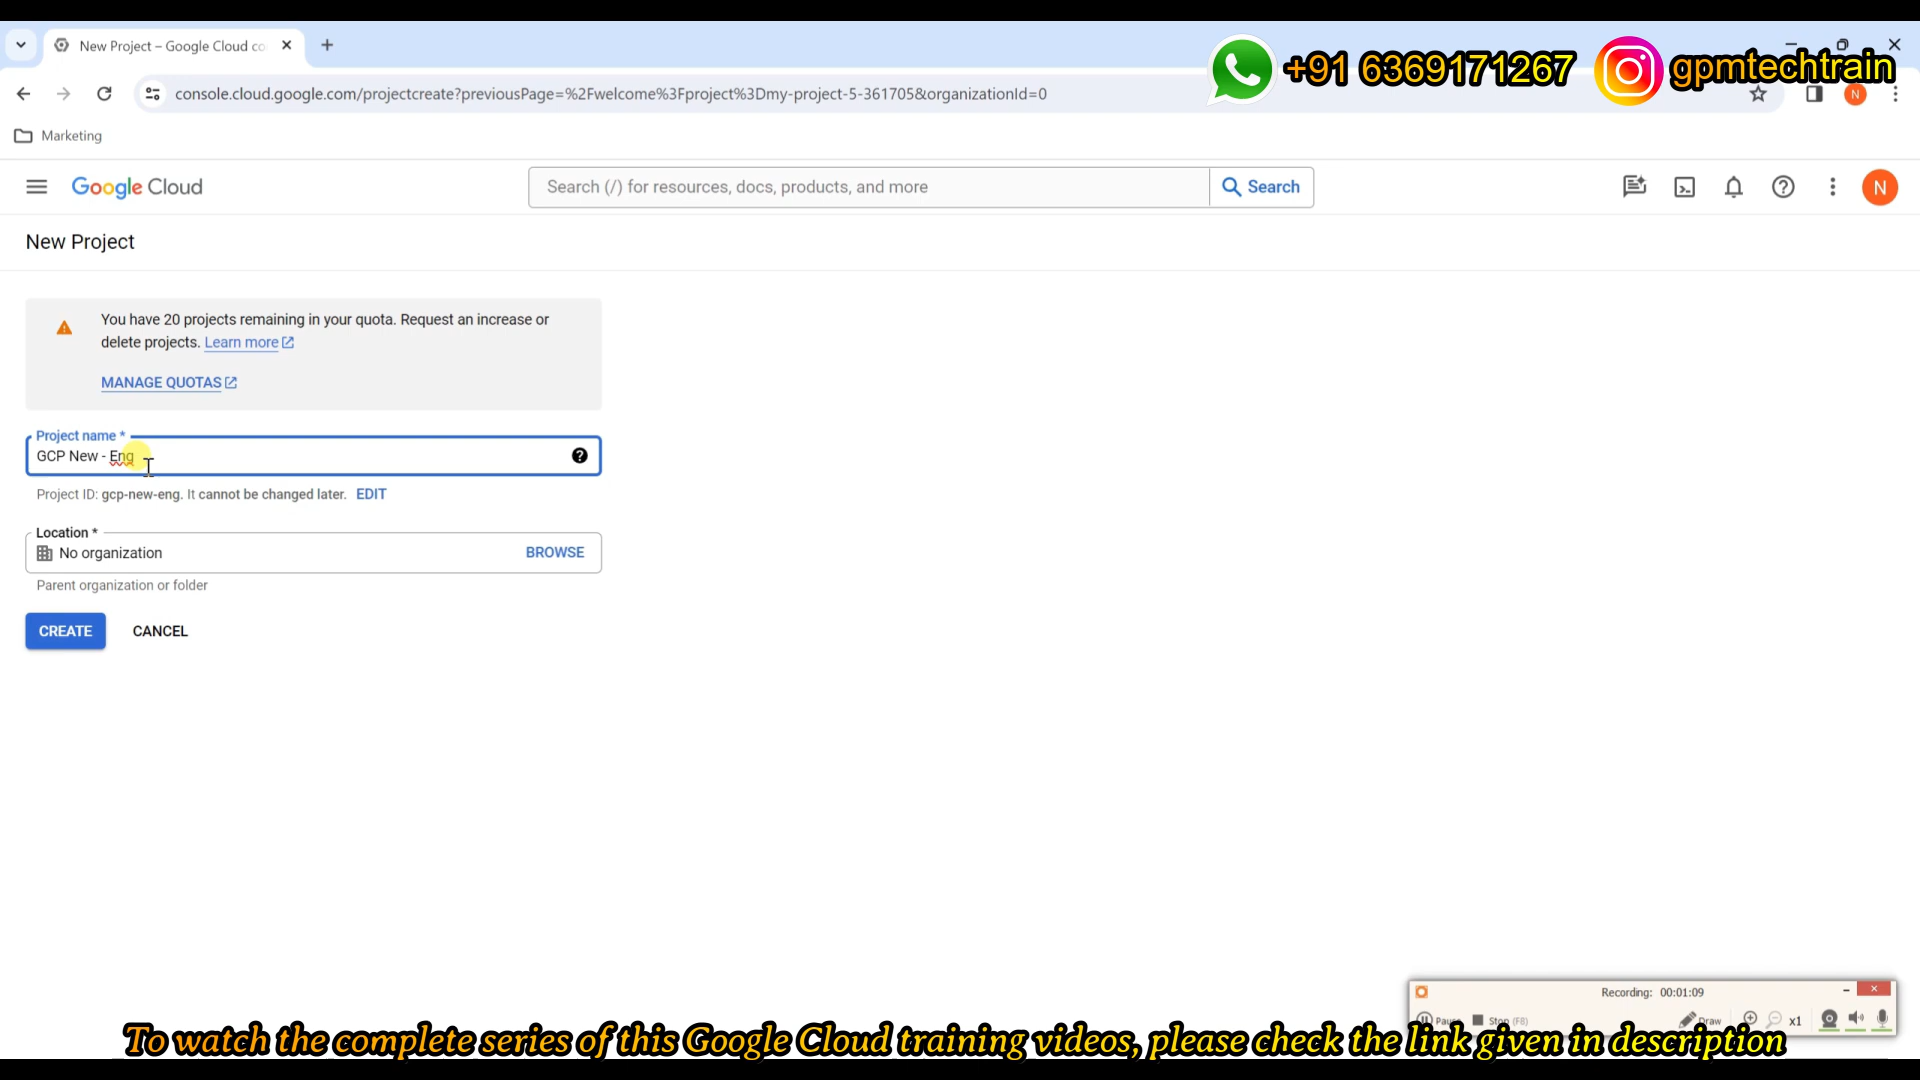 New Project – Google Cloud co
+91 6369171267
gpmtechtrain
console.cloud.google.com/projectcreate?previousPage=%2Fwelcome%3Fproject%3Dmy-project-5-361705&organizationId=0
N
Marketing
Google Cloud
Search (/) for resources, docs, products, and more
Search
N
New Project
You have 20 projects remaining in your quota. Request an increase or
delete projects. Learn more
MANAGE QUOTAS
Project name *
GCP New - Eng
Project ID: gcp-new-eng. It cannot be changed later. EDIT
Location *
No organization
BROWSE
Parent organization or folder
CREATE
CANCEL
Recording: 00:01:09
Pause
Stop (F8)
Draw
x1
To watch the complete series of this Google Cloud training videos, please check the link given in description